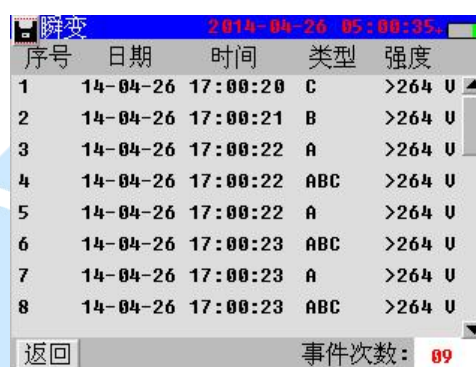 瞬变 2014-04-26 05:00:35
序号 日期 时间 类型 强度
1 14-04-26 17:00:20 C >264 V
2 14-04-26 17:00:21 B >264 V
3 14-04-26 17:00:22 A >264 V
4 14-04-26 17:00:22 ABC >264 V
5 14-04-26 17:00:22 A >264 V
6 14-04-26 17:00:23 ABC >264 V
7 14-04-26 17:00:23 A >264 V
8 14-04-26 17:00:23 ABC >264 V
返回 事件次数: 09